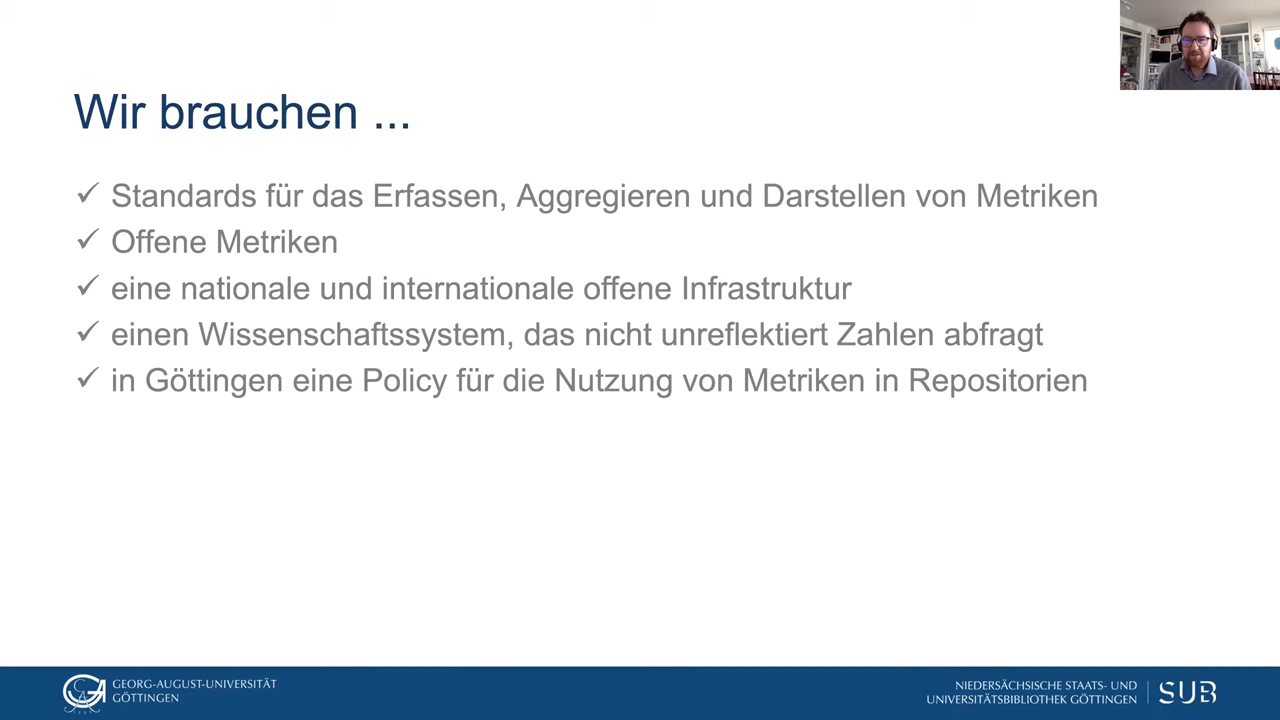 Wir brauchen ...
✓ Standards für das Erfassen, Aggregieren und Darstellen von Metriken
✓ Offene Metriken
✓ eine nationale und internationale offene Infrastruktur
✓ einen Wissenschaftssystem, das nicht unreflektiert Zahlen abfragt
✓ in Göttingen eine Policy für die Nutzung von Metriken in Repositorien
GEORG-AUGUST-UNIVERSITÄT
GÖTTINGEN
NIEDERSÄCHSISCHE STAATS- UND
UNIVERSITÄTSBIBLIOTHEK GÖTTINGEN
SUB